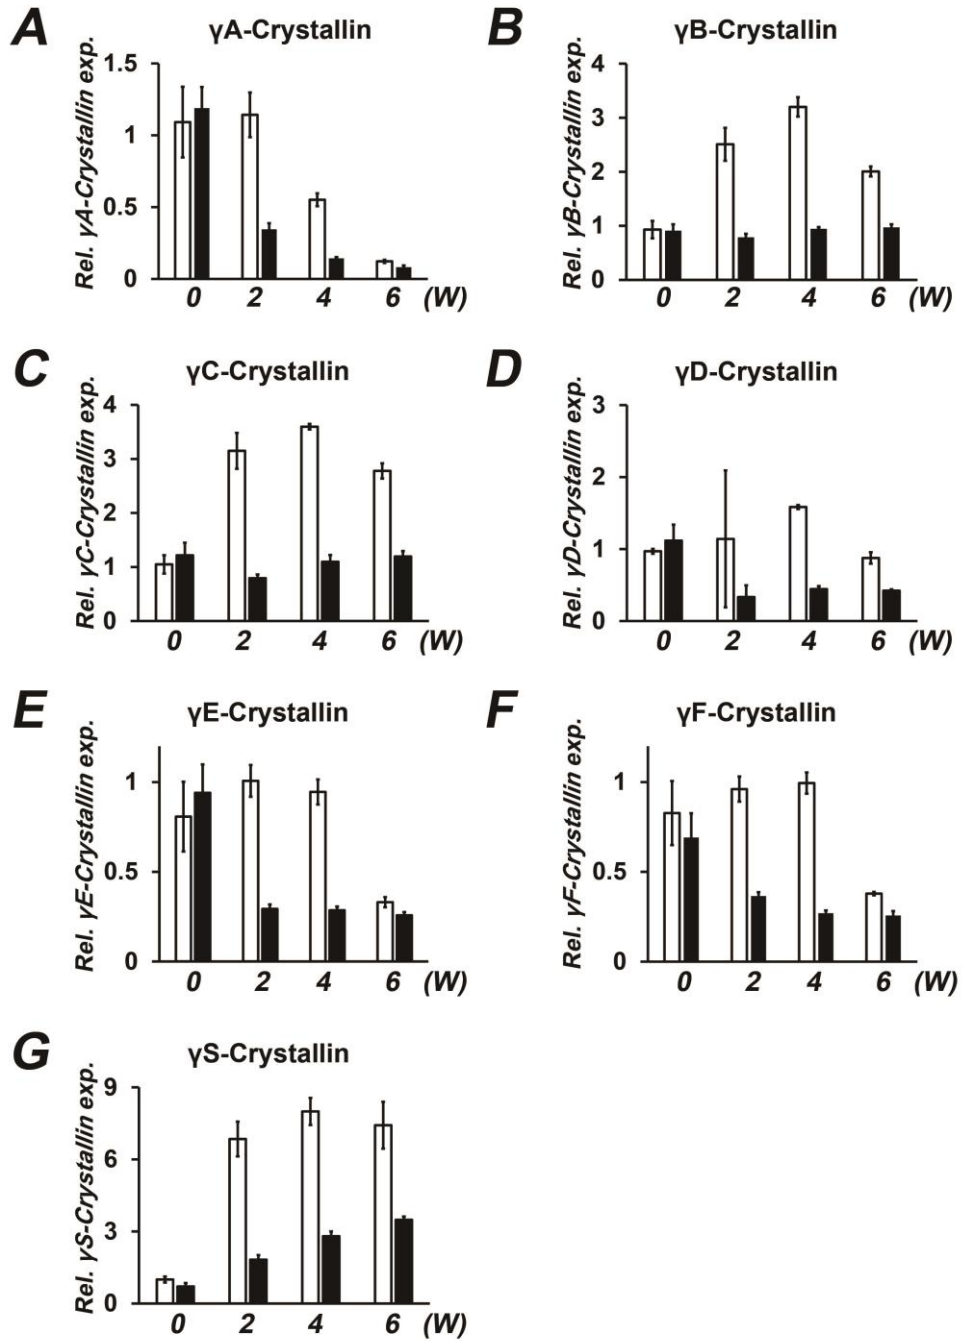 A
γA-Crystallin
Rel. γA-Crystallin exp.
1.5
1
0.5
0
0 2 4 6 (W)
B
γB-Crystallin
Rel. γB-Crystallin exp.
4
3
2
1
0
0 2 4 6 (W)
C
γC-Crystallin
Rel. γC-Crystallin exp.
4
3
2
1
0
0 2 4 6 (W)
D
γD-Crystallin
Rel. γD-Crystallin exp.
3
2
1
0
0 2 4 6 (W)
E
γE-Crystallin
Rel. γE-Crystallin exp.
1
0.5
0
0 2 4 6 (W)
F
γF-Crystallin
Rel. γF-Crystallin exp.
1
0.5
0
0 2 4 6 (W)
G
γS-Crystallin
Rel. γS-Crystallin exp.
9
6
3
0
0 2 4 6 (W)